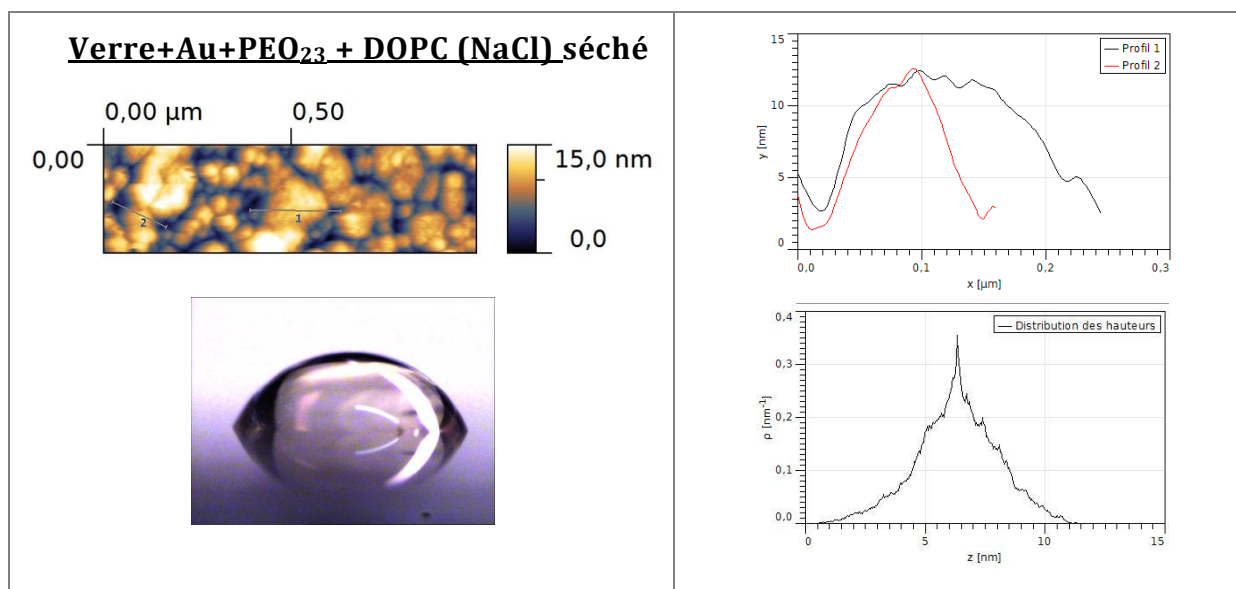 Verre+Au+PEO₂₃ + DOPC (NaCl) séché
0,00 µm 0,50
0,00
15,0 nm
0,0
1
2
15
10
5
0
y [nm]
Profil 1
Profil 2
0,0 0,1 0,2 0,3
x [µm]
0,4
0,3
0,2
0,1
0,0
ρ [nm⁻¹]
Distribution des hauteurs
0 5 10 15
z [nm]